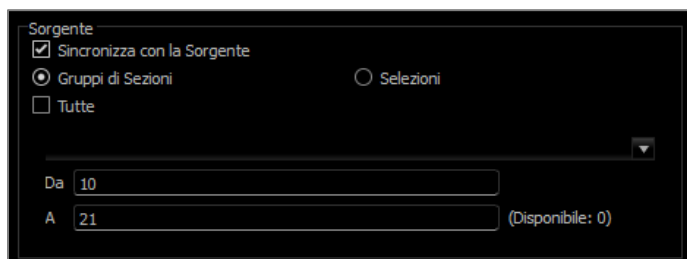 Sorgente
Sincronizza con la Sorgente
Gruppi di Sezioni Selezioni
Tutte
Da 10
A 21 (Disponibile: 0)